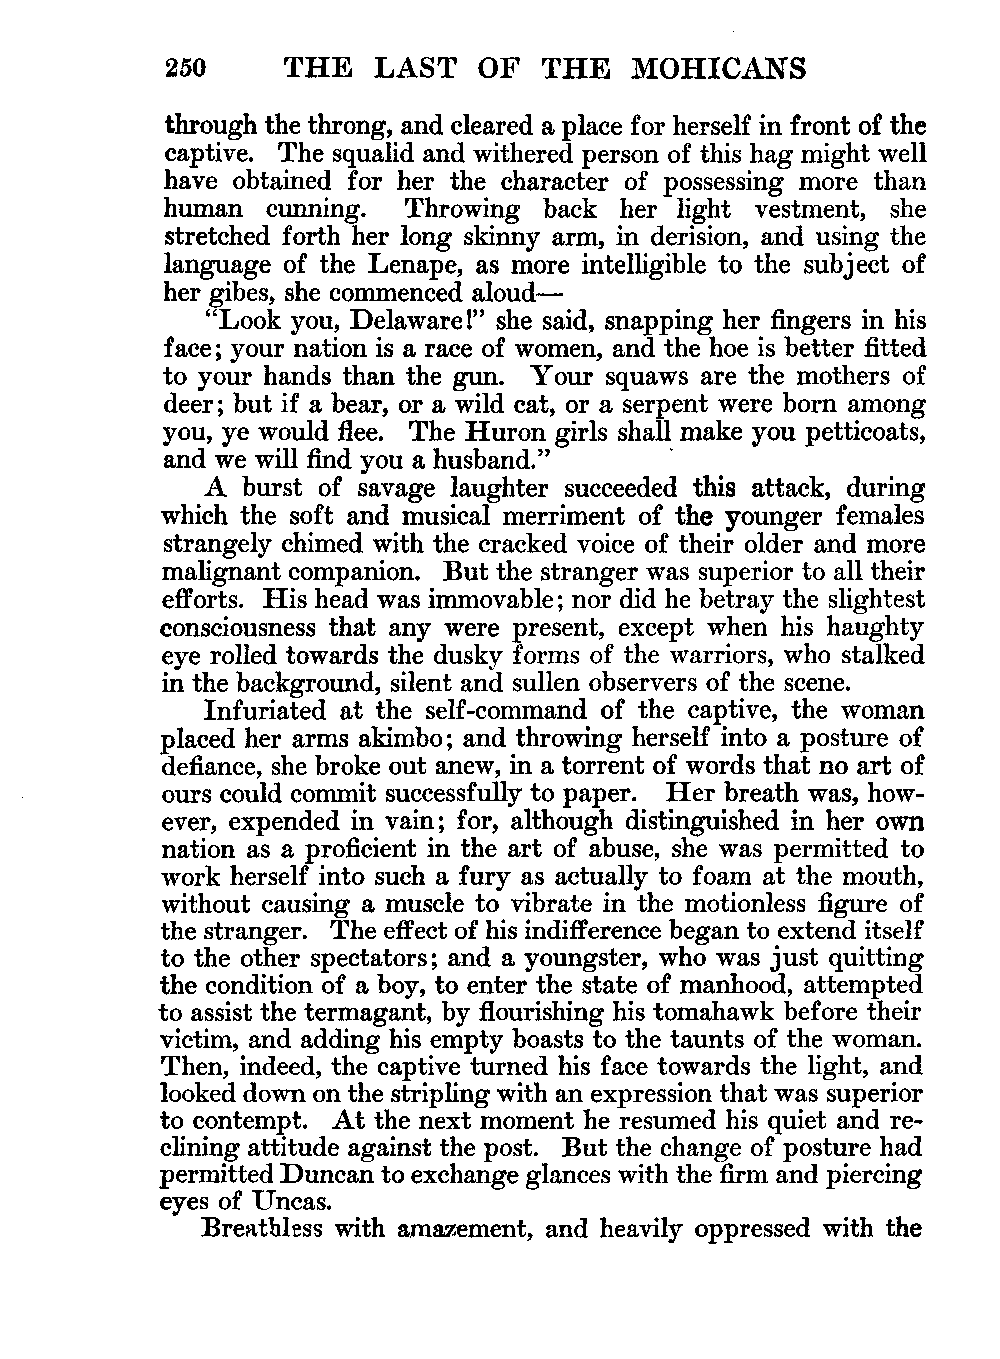 250 THE LAST OF THE MOHICANS
through the throng, and cleared a place for herself in front of the
captive. The squalid and withered person of this hag might well
have obtained for her the character of possessing more than
human cunning. Throwing back her light vestment, she
stretched forth her long skinny arm, in derision, and using the
language of the Lenape, as more intelligible to the subject of
her gibes, she commenced aloud—
“Look you, Delaware!” she said, snapping her fingers in his
face; your nation is a race of women, and the hoe is better fitted
to your hands than the gun. Your squaws are the mothers of
deer; but if a bear, or a wild cat, or a serpent were born among
you, ye would flee. The Huron girls shall make you petticoats,
and we will find you a husband.”
A burst of savage laughter succeeded this attack, during
which the soft and musical merriment of the younger females
strangely chimed with the cracked voice of their older and more
malignant companion. But the stranger was superior to all their
efforts. His head was immovable; nor did he betray the slightest
consciousness that any were present, except when his haughty
eye rolled towards the dusky forms of the warriors, who stalked
in the background, silent and sullen observers of the scene.
Infuriated at the self-command of the captive, the woman
placed her arms akimbo; and throwing herself into a posture of
defiance, she broke out anew, in a torrent of words that no art of
ours could commit successfully to paper. Her breath was, how-
ever, expended in vain; for, although distinguished in her own
nation as a proficient in the art of abuse, she was permitted to
work herself into such a fury as actually to foam at the mouth,
without causing a muscle to vibrate in the motionless figure of
the stranger. The effect of his indifference began to extend itself
to the other spectators; and a youngster, who was just quitting
the condition of a boy, to enter the state of manhood, attempted
to assist the termagant, by flourishing his tomahawk before their
victim, and adding his empty boasts to the taunts of the woman.
Then, indeed, the captive turned his face towards the light, and
looked down on the stripling with an expression that was superior
to contempt. At the next moment he resumed his quiet and re-
clining attitude against the post. But the change of posture had
permitted Duncan to exchange glances with the firm and piercing
eyes of Uncas.
Breathless with amazement, and heavily oppressed with the